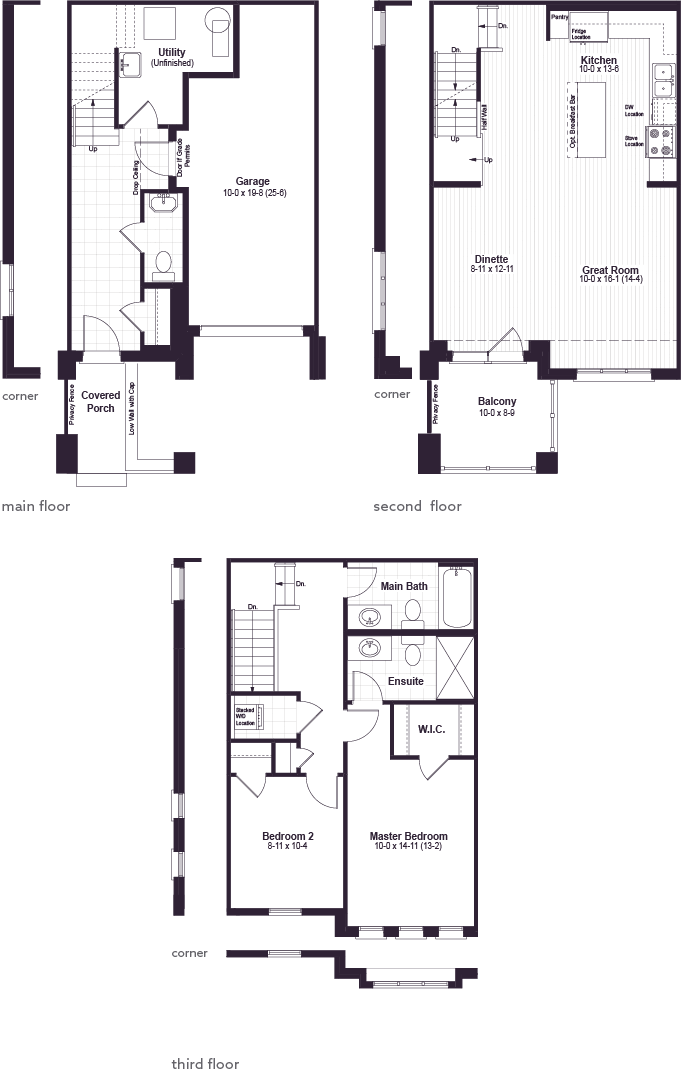 Utility
(Unfinished)
Up
Drop Ceiling
Door If Grade
Permits
Garage
10-0 x 19-8 (25-6)
corner
Privacy Fence
Covered
Porch
Low Wall with Cap
main floor
Dn.
Dn.
Up
Half Wall
Up
Pantry
Fridge
Location
Kitchen
10-0 x 13-6
Opt. Breakfast Bar
DW
Location
Stove
Location
Dinette
8-11 x 12-11
Great Room
10-0 x 16-1 (14-4)
corner
Privacy Fence
Balcony
10-0 x 8-9
second floor
Dn.
Dn.
Main Bath
Ensuite
Stacked
W/D
Location
W.I.C.
Bedroom 2
8-11 x 10-4
Master Bedroom
10-0 x 14-11 (13-2)
corner
third floor